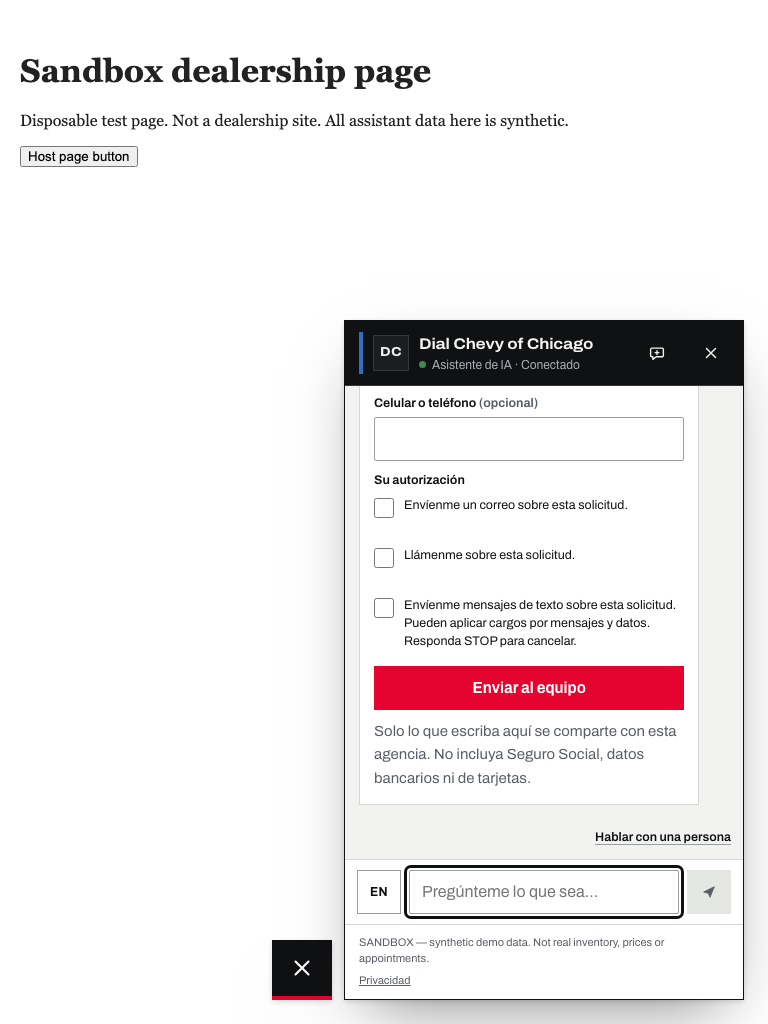 Sandbox dealership page
Disposable test page. Not a dealership site. All assistant data here is synthetic.
Host page button
DC
Dial Chevy of Chicago
Asistente de IA · Conectado
Celular o teléfono (opcional)
Su autorización
Envíenme un correo sobre esta solicitud.
Llámenme sobre esta solicitud.
Envíenme mensajes de texto sobre esta solicitud.
Pueden aplicar cargos por mensajes y datos.
Responda STOP para cancelar.
Enviar al equipo
Solo lo que escriba aquí se comparte con esta
agencia. No incluya Seguro Social, datos
bancarios ni de tarjetas.
Hablar con una persona
EN
Pregúnteme lo que sea...
SANDBOX — synthetic demo data. Not real inventory, prices or
appointments.
Privacidad